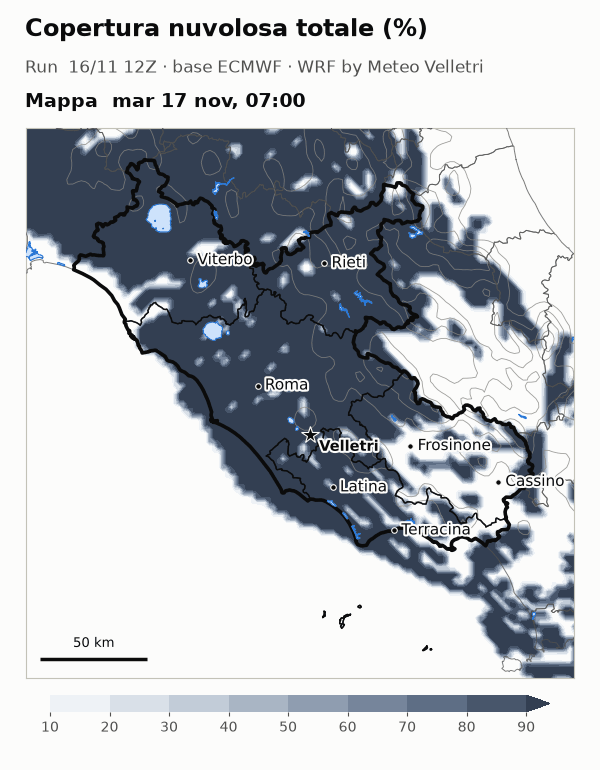 Copertura nuvolosa totale (%)
Run 16/11 12Z · base ECMWF · WRF by Meteo Velletri
Mappa mar 17 nov, 07:00
Viterbo
Rieti
Roma
Velletri
Frosinone
Cassino
Latina
Terracina
50 km
10 20 30 40 50 60 70 80 90